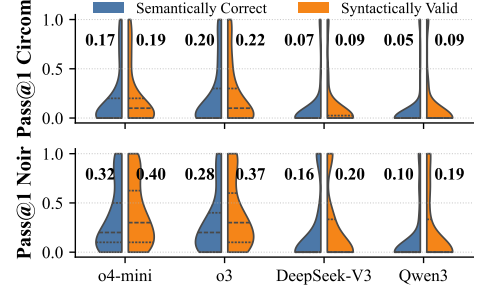 Semantically Correct Syntactically Valid
Pass@1 Circom
1.0
0.5
0.0
0.17 0.19 0.20 0.22 0.07 0.09 0.05 0.09
Pass@1 Noir
1.0
0.5
0.0
0.32 0.40 0.28 0.37 0.16 0.20 0.10 0.19
o4-mini o3 DeepSeek-V3 Qwen3